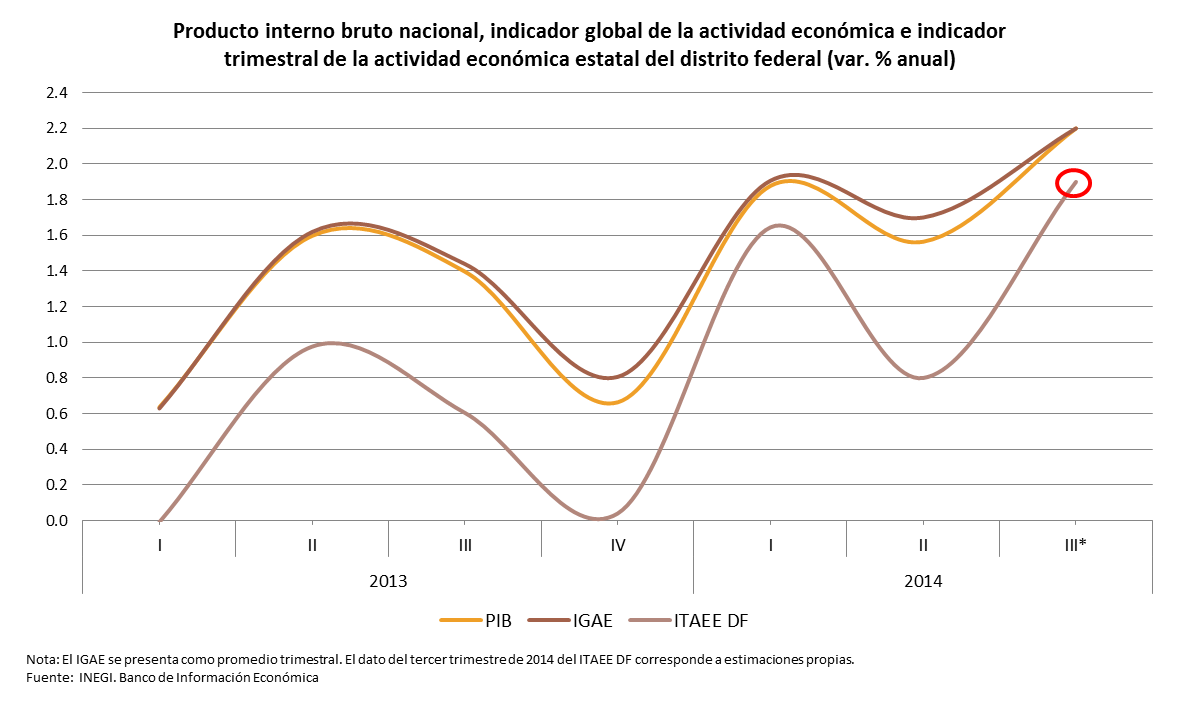 Producto interno bruto nacional, indicador global de la actividad económica e indicador
trimestral de la actividad económica estatal del distrito federal (var. % anual)
2.4
2.2
2.0
1.8
1.6
1.4
1.2
1.0
0.8
0.6
0.4
0.2
0.0
I II III IV I II III*
2013 2014
PIB IGAE ITAEE DF
Nota: El IGAE se presenta como promedio trimestral. El dato del tercer trimestre de 2014 del ITAEE DF corresponde a estimaciones propias.
Fuente: INEGI. Banco de Información Económica